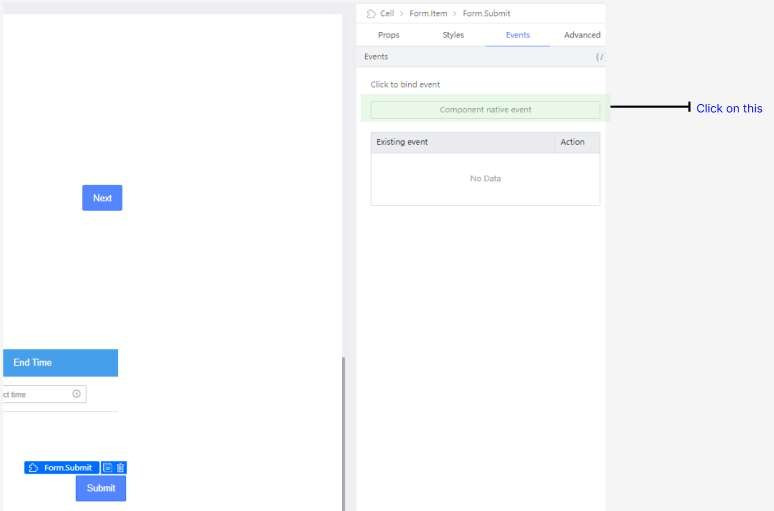 Cell > Form.Item > Form.Submit
Props Styles Events Advanced
Events
Click to bind event
Component native event
Click on this
Existing event Action
No Data
Next
End Time
ct time
Form.Submit
Submit